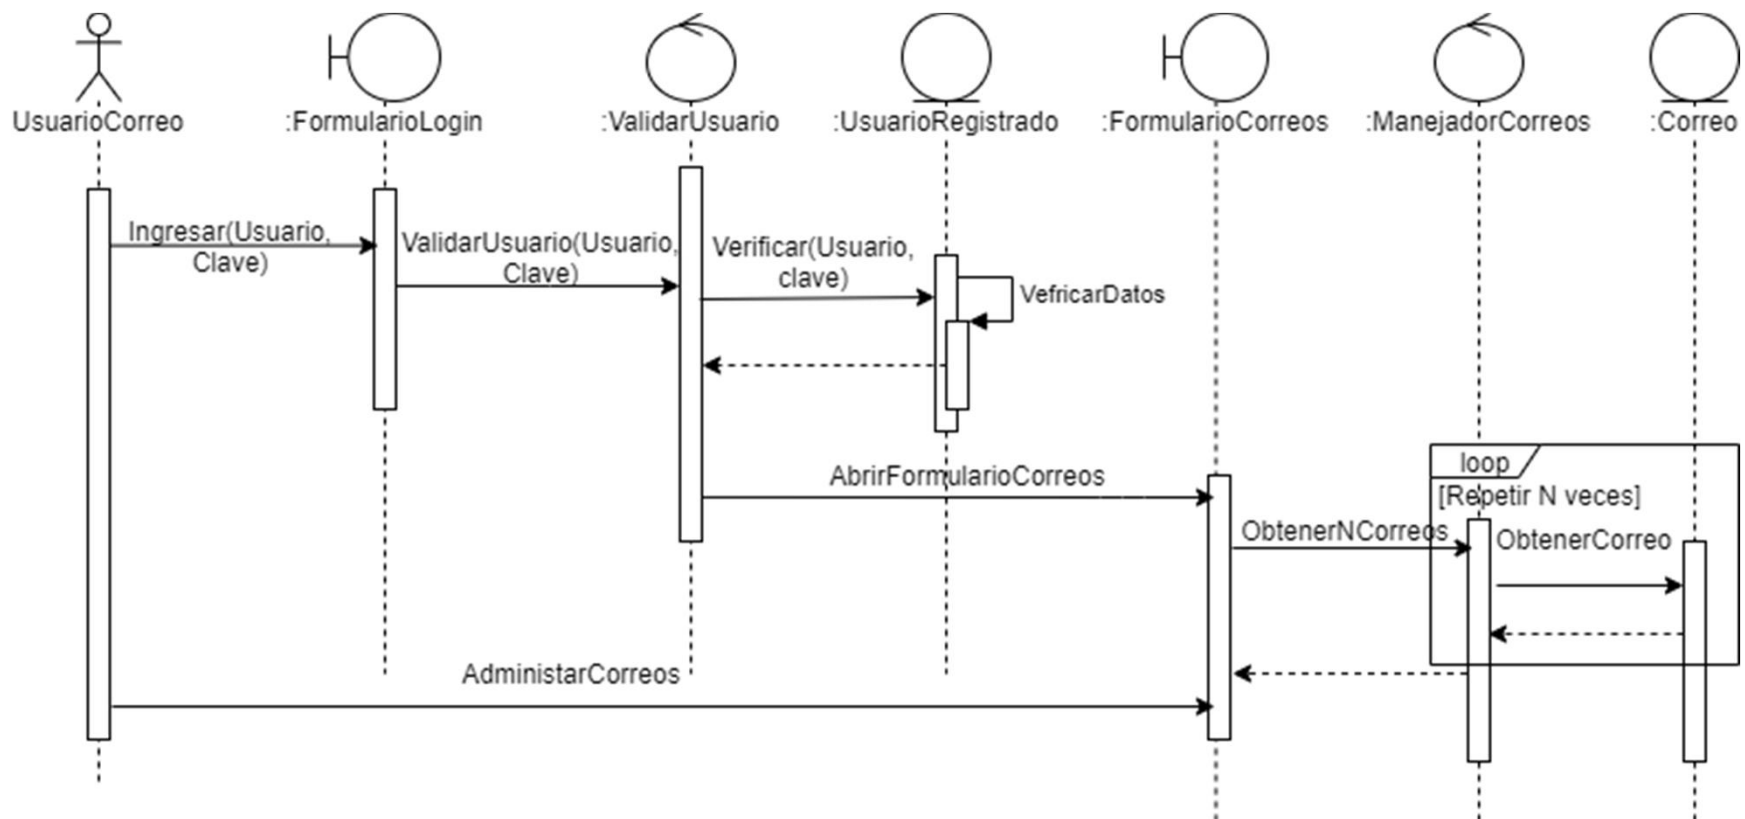 UsuarioCorreo
:FormularioLogin
:ValidarUsuario
:UsuarioRegistrado
:FormularioCorreos
:ManejadorCorreos
:Correo
Ingresar(Usuario,
Clave)
ValidarUsuario(Usuario,
Clave)
Verificar(Usuario,
clave)
VefricarDatos
AbrirFormularioCorreos
loop
[Repetir N veces]
ObtenerNCorreos
ObtenerCorreo
AdministarCorreos